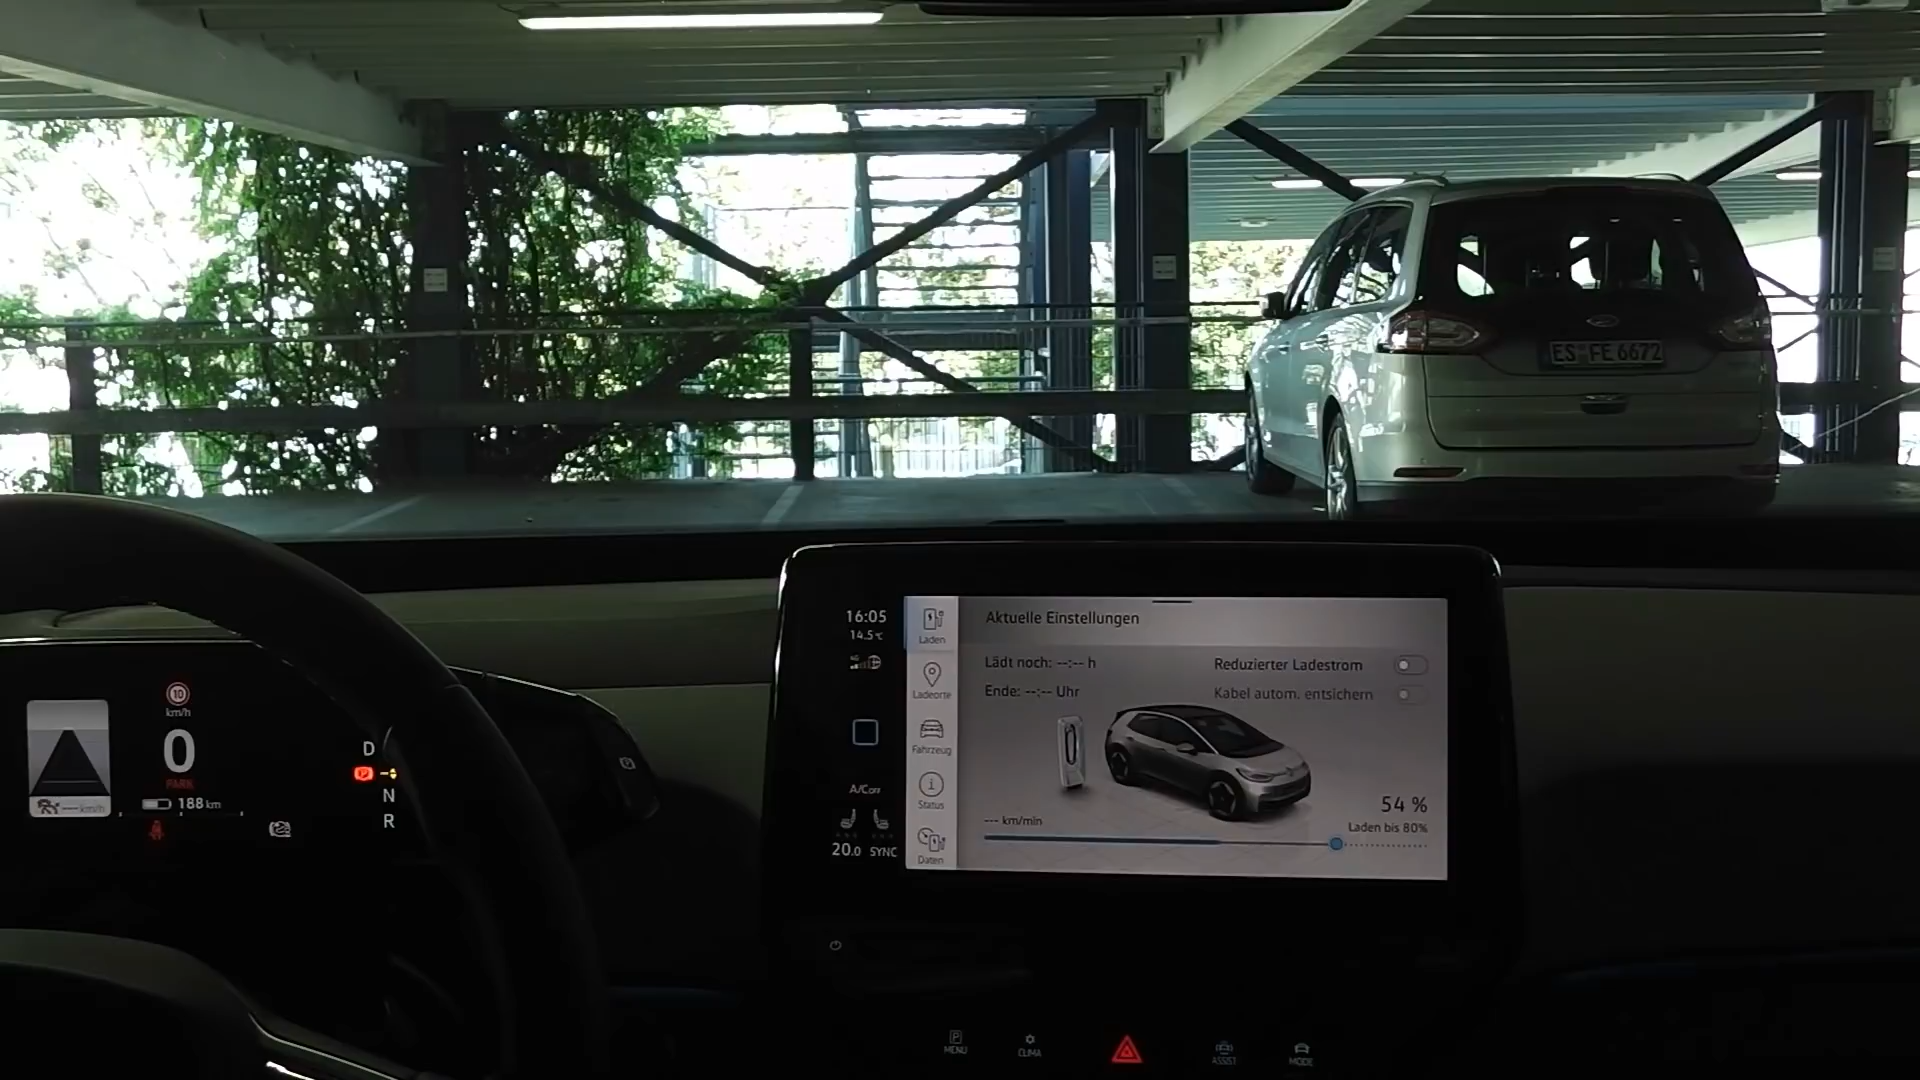 ES FE 6672
16:05
14.5°C
Laden
Ladeorte
Fahrzeug
Status
Daten
Aktuelle Einstellungen
Lädt noch: --:-- h
Ende: --:-- Uhr
Reduzierter Ladestrom
Kabel autom. entsichern
54 %
Laden bis 80%
--- km/min
A/C
20.0 SYNC
10
km/h
0
PARK
188 km
--- km/h
D
P
N
R
P
MENU
CLIMA
ASSIST
MODE